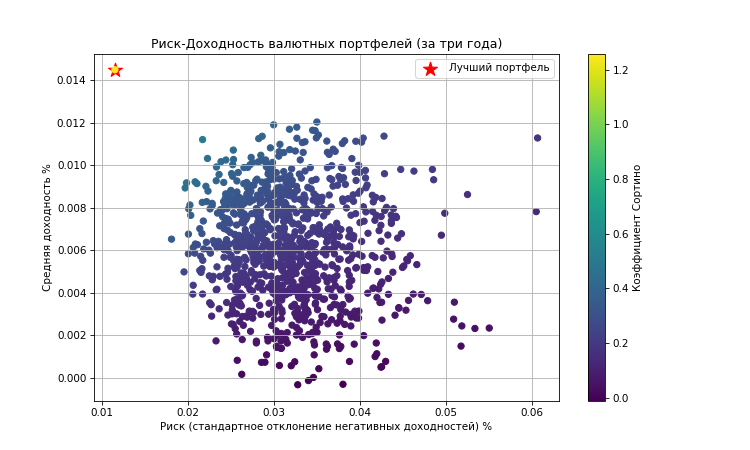 Риск-Доходность валютных портфелей (за три года)
Лучший портфель
Средняя доходность %
0.014
0.012
0.010
0.008
0.006
0.004
0.002
0.000
0.01 0.02 0.03 0.04 0.05 0.06
Риск (стандартное отклонение негативных доходностей) %
1.2
1.0
0.8
0.6
0.4
0.2
0.0
Коэффициент Сортино